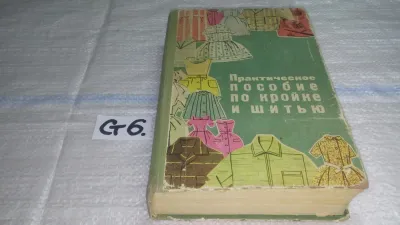 Практическое
ПОСОБИЕ
ПО КРОЙКЕ
И ШИТЬЮ
G6.